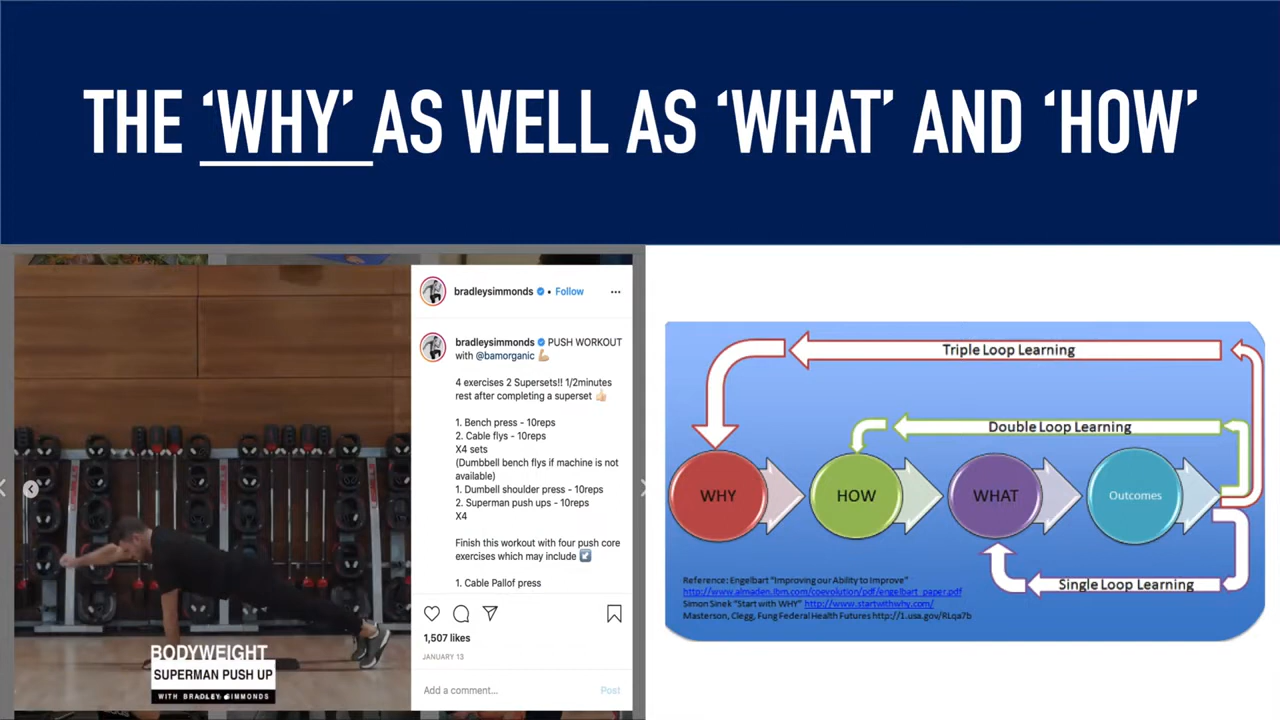 THE ‘WHY’ AS WELL AS ‘WHAT’ AND ‘HOW’
bradleysimmonds • Follow
bradleysimmonds PUSH WORKOUT
with @bamorganic
4 exercises 2 Supersets!! 1/2minutes
rest after completing a superset
1. Bench press - 10reps
2. Cable flys - 10reps
X4 sets
(Dumbbell bench flys if machine is not
available)
1. Dumbell shoulder press - 10reps
2. Superman push ups - 10reps
X4
Finish this workout with four push core
exercises which may include
1. Cable Pallof press
1,507 likes
JANUARY 13
Add a comment...
Post
BODYWEIGHT
SUPERMAN PUSH UP
WITH BRADLEY SIMMONDS
Triple Loop Learning
Double Loop Learning
WHY
HOW
WHAT
Outcomes
Single Loop Learning
Reference: Engelbart “Improving our Ability to Improve”
http://www.almaden.ibm.com/coevolution/pdf/engelbart_paper.pdf
Simon Sinek “Start with WHY” http://www.startwithwhy.com/
Masterson, Clegg, Fung Federal Health Futures http://1.usa.gov/RLqa7b